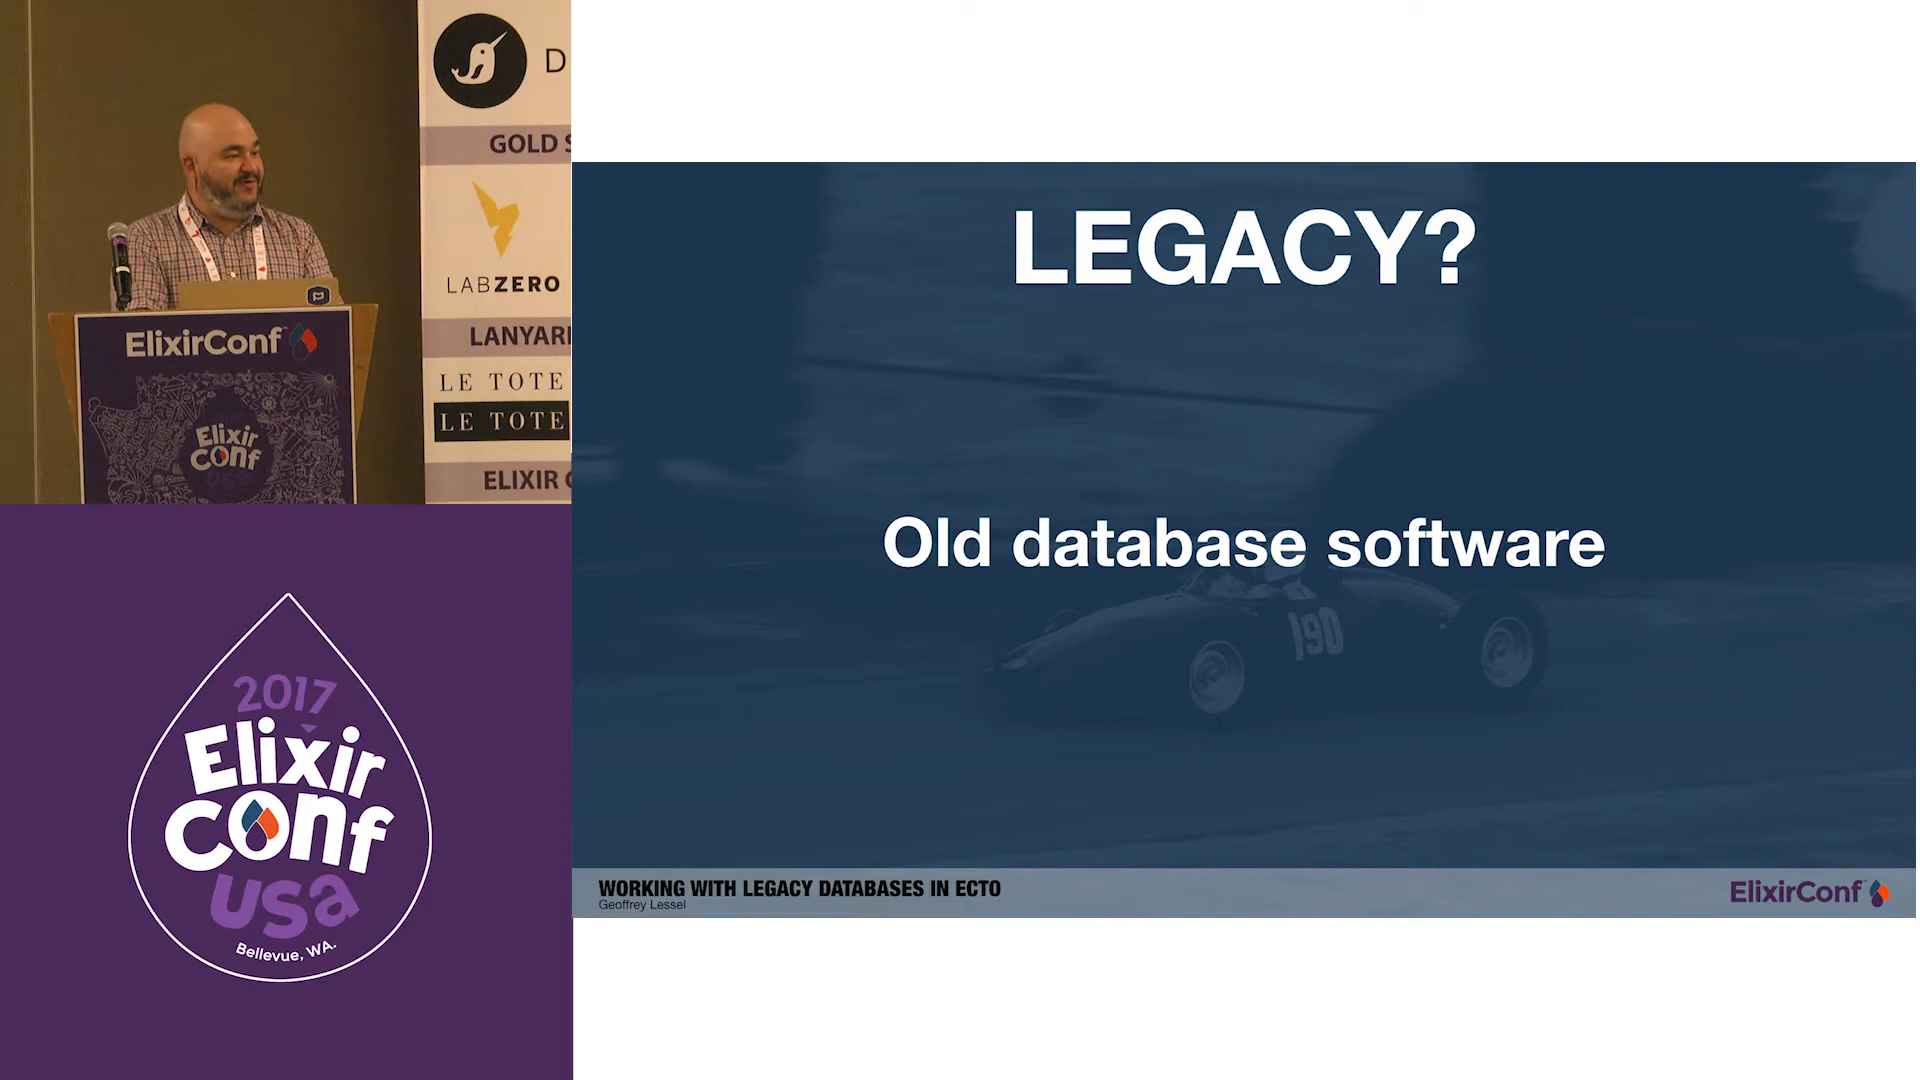 D
GOLD S
LABZERO
LANYAR
LE TOTE
LE TOTE
ELIXIR C
ElixirConf
Elixir
Conf
USA
2017
Elixir
Conf
USA
Bellevue, WA.
LEGACY?
Old database software
190
WORKING WITH LEGACY DATABASES IN ECTO
Geoffrey Lessel
ElixirConf